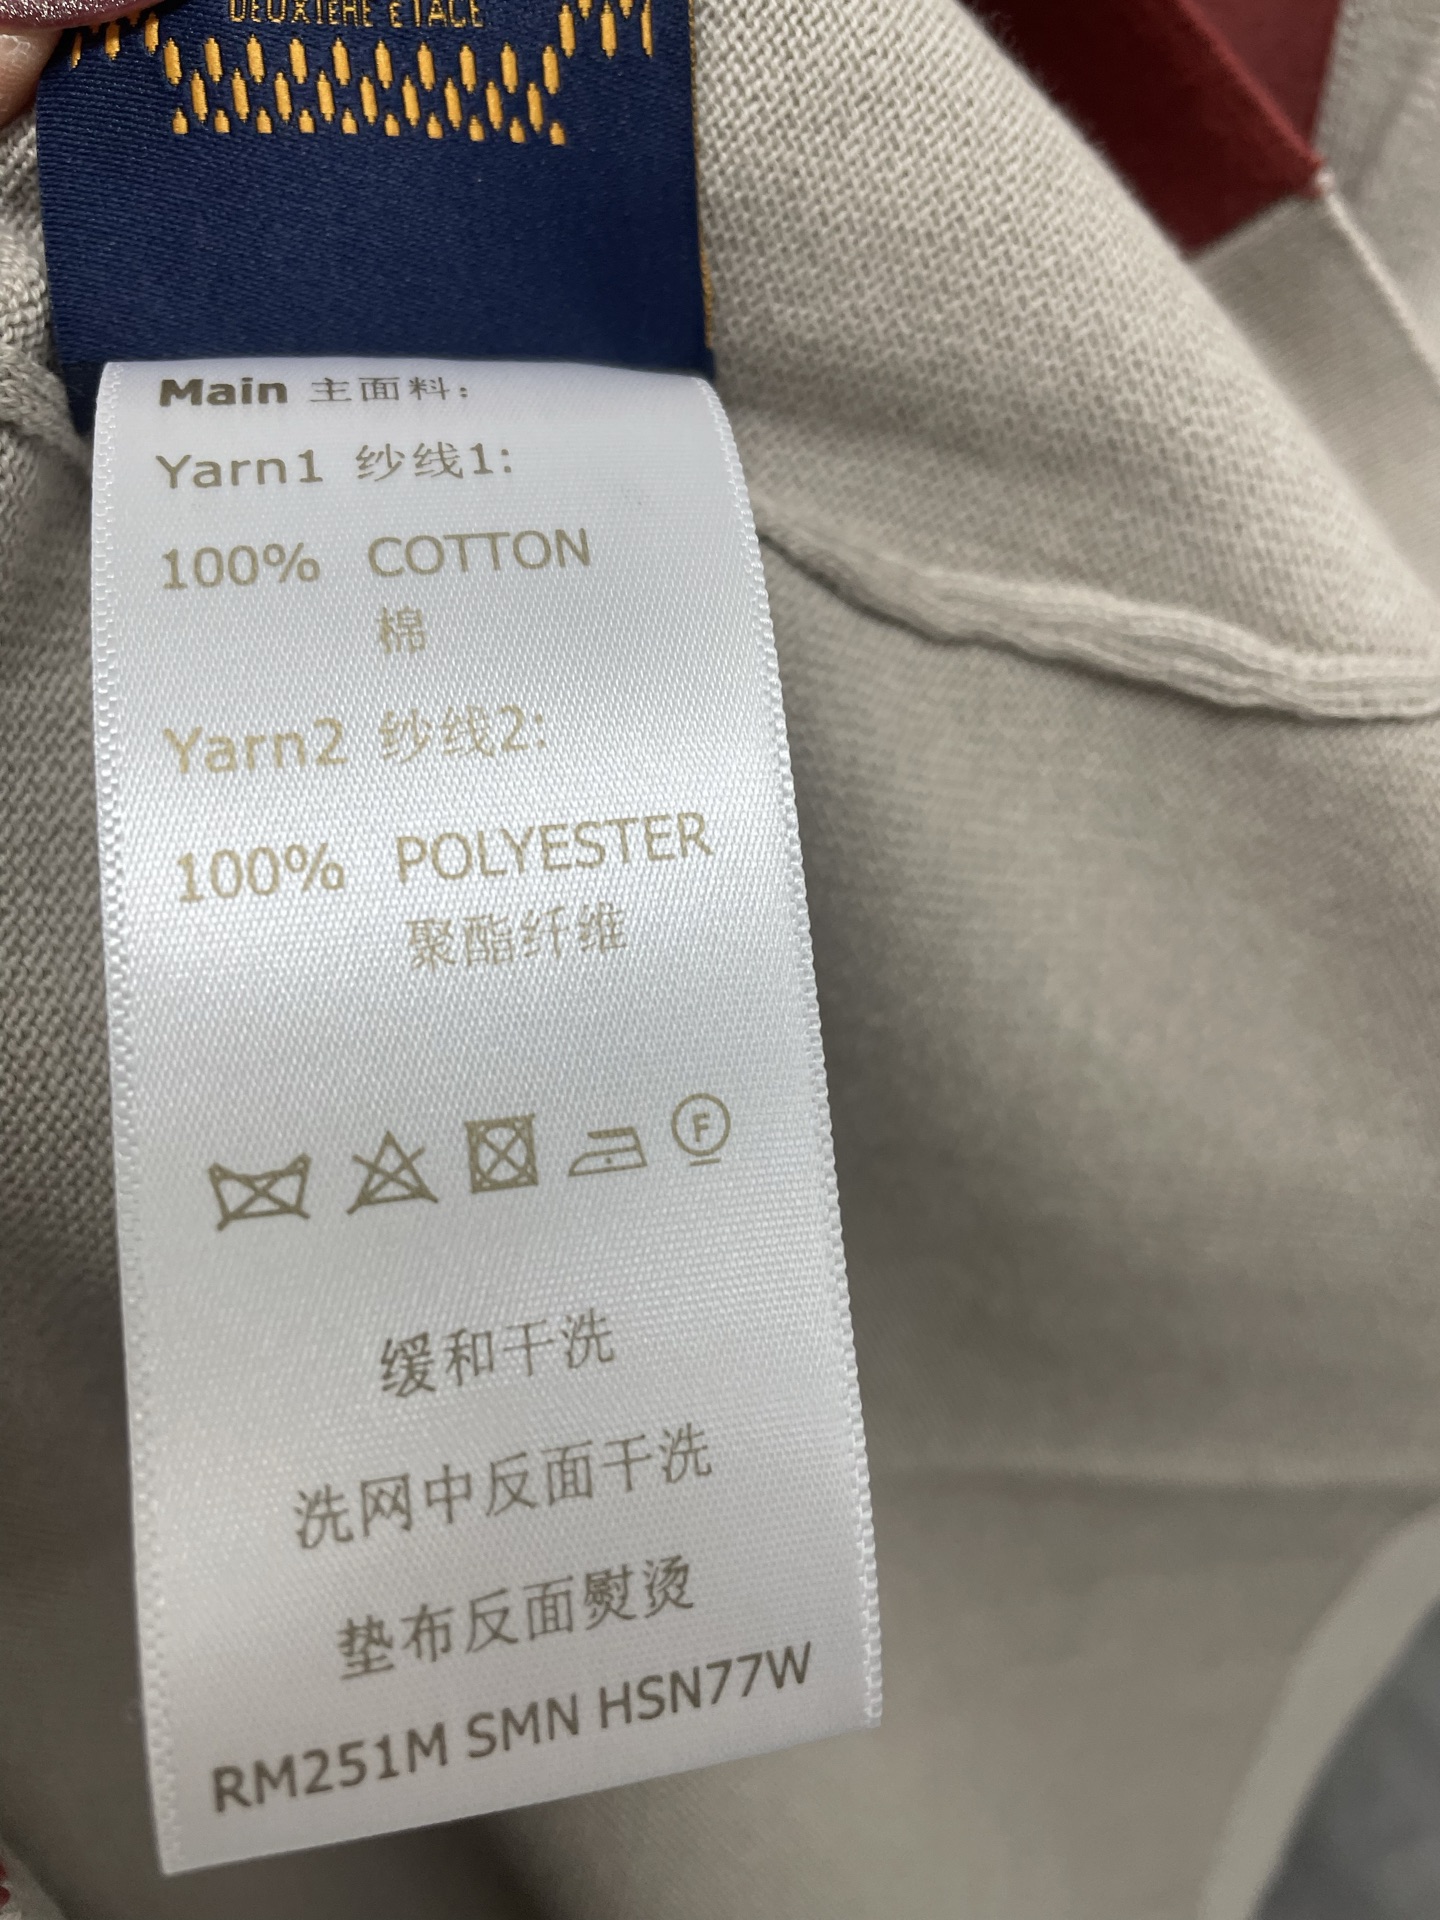 DEUXIÈME ÉTAGE
Main 主面料:
Yarn1 纱线1:
100% COTTON
棉
Yarn2 纱线2:
100% POLYESTER
聚酯纤维
F
缓和干洗
洗网中反面干洗
垫布反面熨烫
RM251M SMN HSN77W